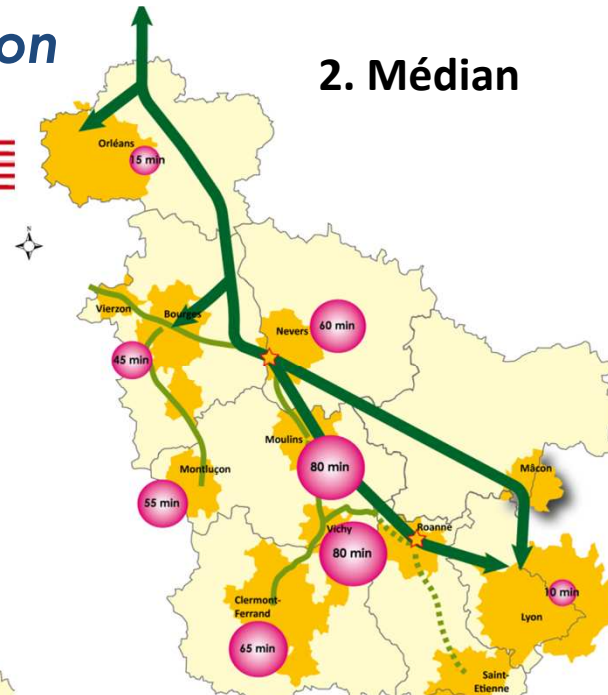 on
2. Médian
Orléans
15 min
N
Vierzon
Bourges
Nevers
60 min
45 min
Moulins
80 min
Montluçon
Mâcon
55 min
Roanne
Vichy
80 min
10 min
Clermont-
Ferrand
Lyon
65 min
Saint-
Etienne